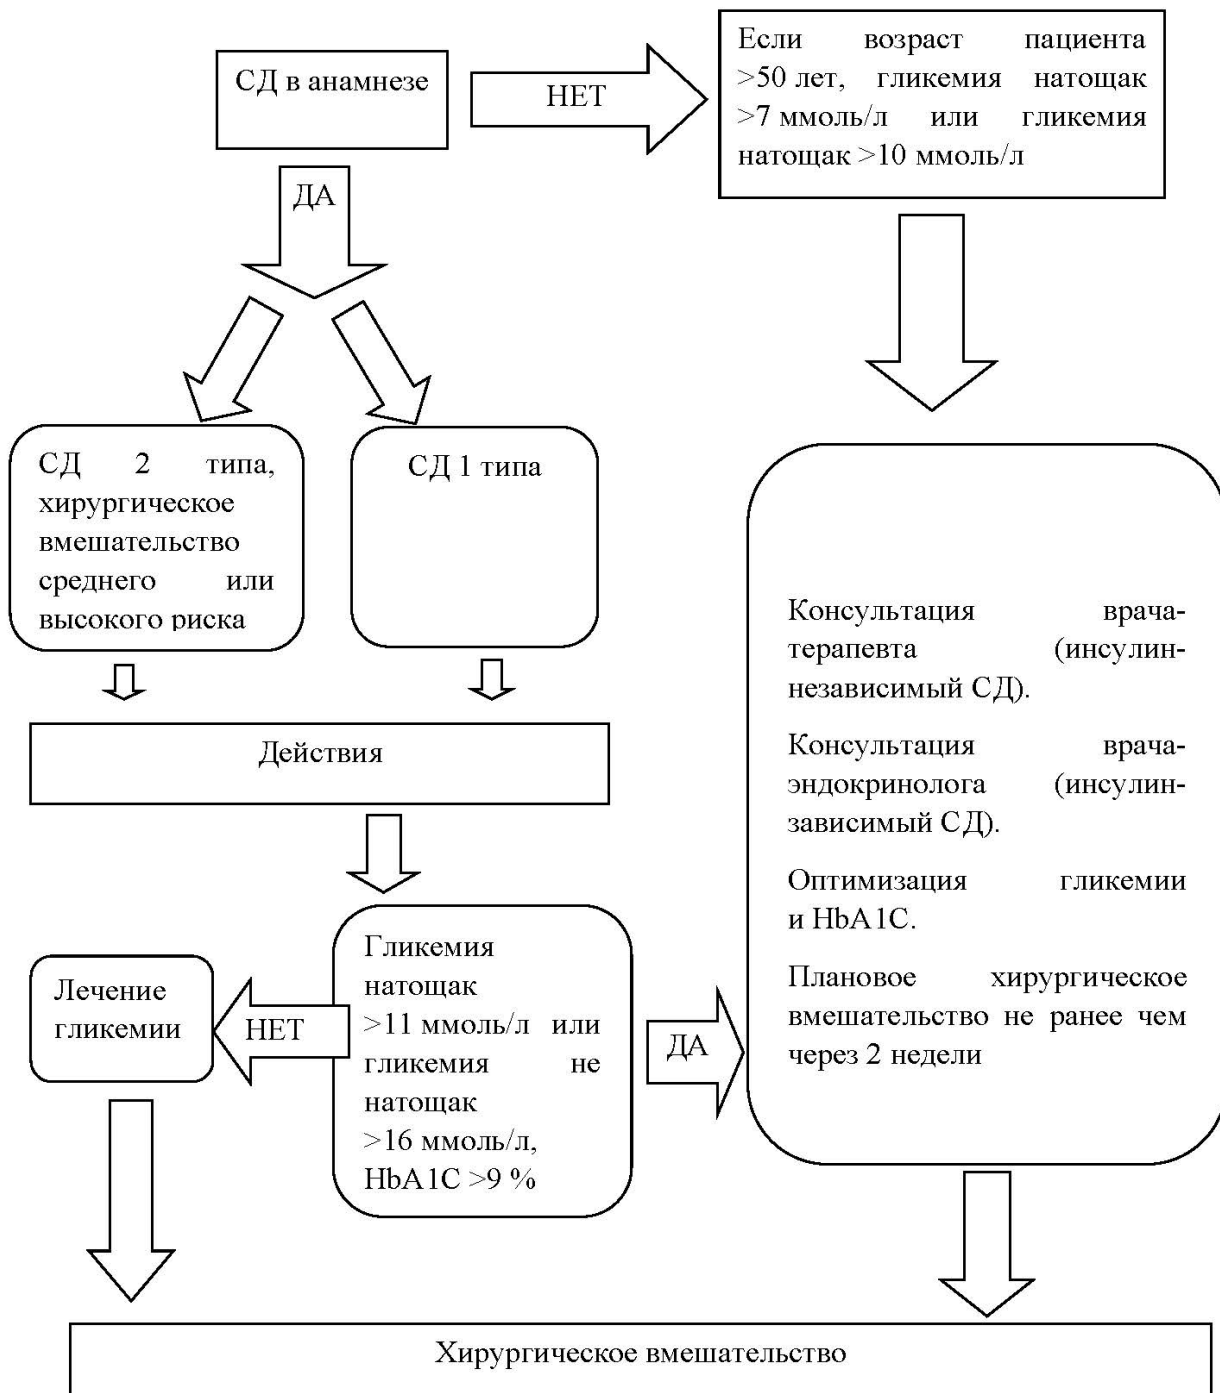 СД в анамнезе
НЕТ
Если возраст пациента
>50 лет, гликемия натощак
>7 ммоль/л или гликемия
натощак >10 ммоль/л
ДА
СД 2 типа,
хирургическое
вмешательство
среднего или
высокого риска
СД 1 типа
Действия
Гликемия
натощак
>11 ммоль/л или
гликемия не
натощак
>16 ммоль/л,
HbA1C >9 %
НЕТ
Лечение
гликемии
ДА
Консультация врача-
терапевта (инсулин-
независимый СД).
Консультация врача-
эндокринолога (инсулин-
зависимый СД).
Оптимизация гликемии
и HbA1C.
Плановое хирургическое
вмешательство не ранее чем
через 2 недели
Хирургическое вмешательство